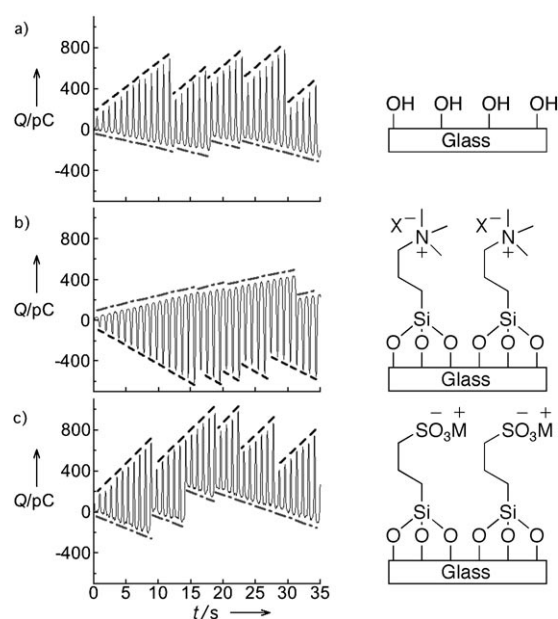 a)
800
400
Q/pC
0
-400
OH OH OH OH
Glass
b)
800
400
Q/pC
0
-400
X− X−
N N
+ +
Si Si
O O O O O O
Glass
c)
800
400
Q/pC
0
-400
0 5 10 15 20 25 30 35
t/s
− + − +
SO3M SO3M
Si Si
O O O O O O
Glass